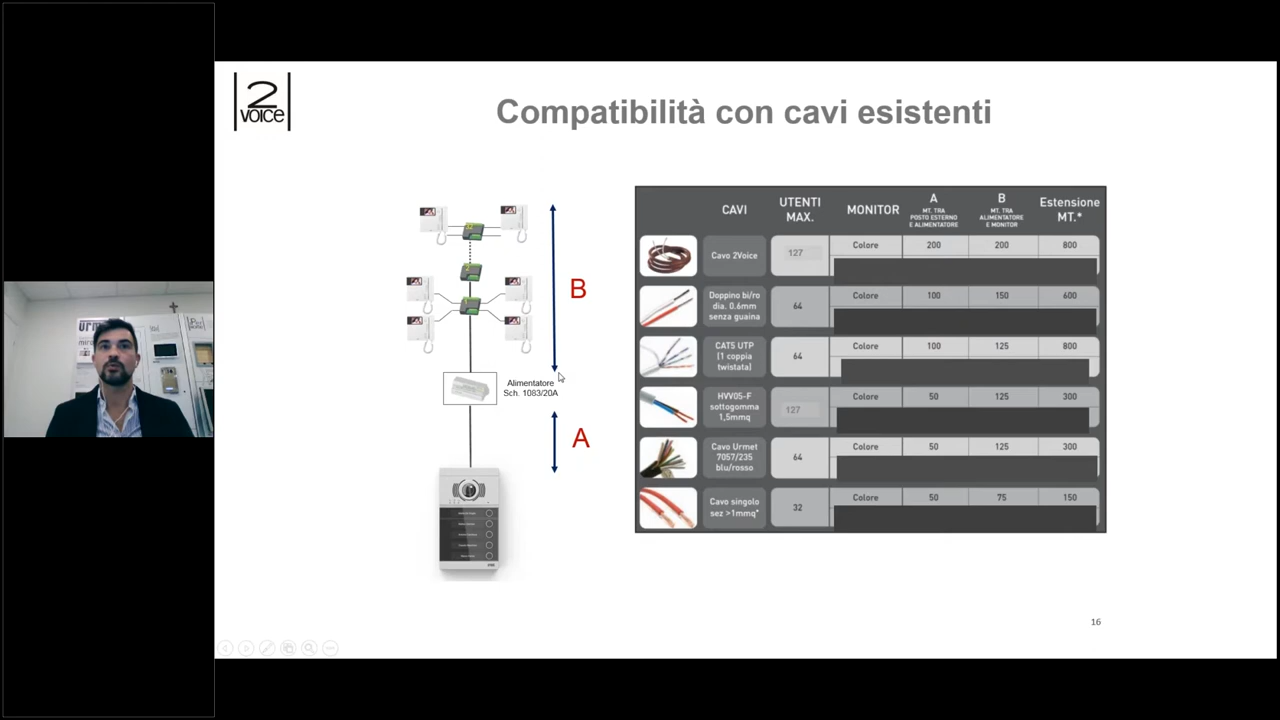 2
VOICE
Compatibilità con cavi esistenti
B
Alimentatore
Sch. 1083/20A
A
CAVI
UTENTI
MAX.
MONITOR
A
MT. TRA
POSTO ESTERNO
E ALIMENTATORE
B
MT. TRA
ALIMENTATORE
E MONITOR
Estensione
MT.*
Cavo 2Voice
127
Colore 200 200 800
Doppino bi/ro
dia. 0.6mm
senza guaina
64
Colore 100 150 600
CAT5 UTP
(1 coppia
twistata)
64
Colore 100 125 800
HVV05-F
sottogomma
1,5mmq
127
Colore 50 125 300
Cavo Urmet
7057/235
blu/rosso
64
Colore 50 125 300
Cavo singolo
sez >1mmq*
32
Colore 50 75 150
16